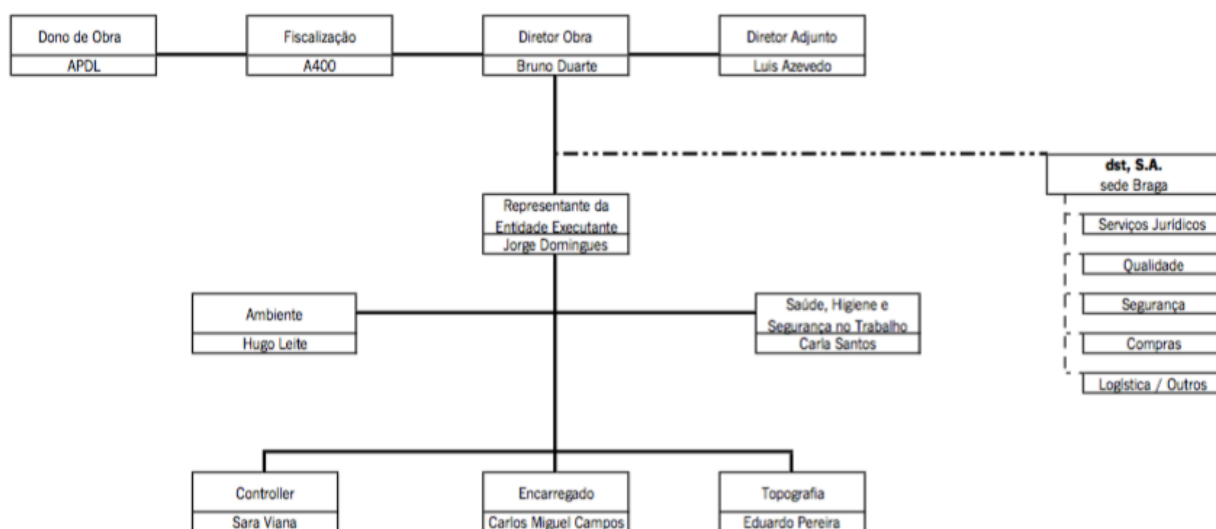 Dono de Obra
APDL
Fiscalização
A400
Diretor Obra
Bruno Duarte
Diretor Adjunto
Luis Azevedo
dst, S.A.
sede Braga
Serviços Jurídicos
Qualidade
Segurança
Compras
Logística / Outros
Representante da
Entidade Executante
Jorge Domingues
Ambiente
Hugo Leite
Saúde, Higiene e
Segurança no Trabalho
Carla Santos
Controller
Sara Viana
Encarregado
Carlos Miguel Campos
Topografia
Eduardo Pereira